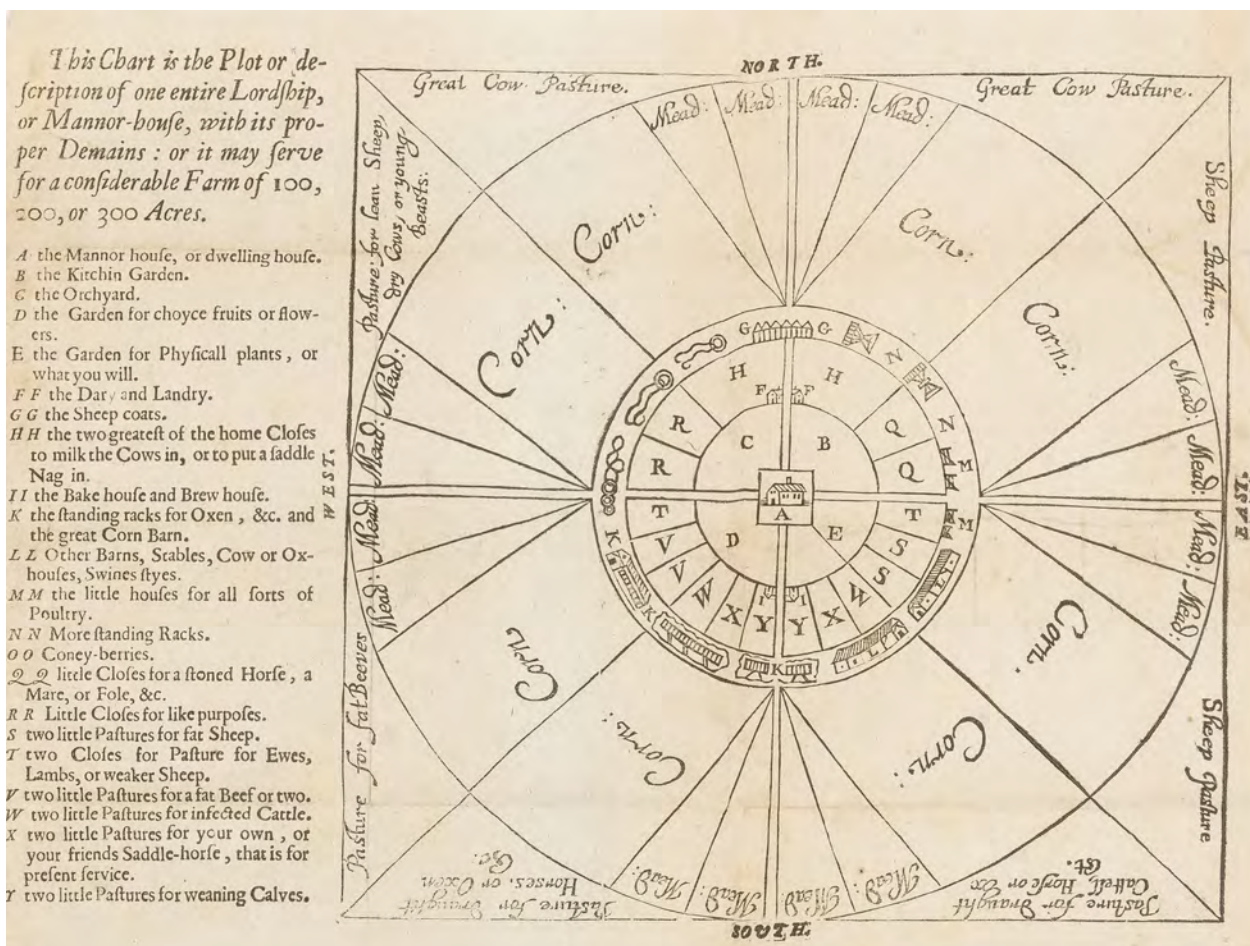 This Chart is the Plot or de-
ſcription of one entire Lordſhip,
or Mannor-houſe, with its pro-
per Demains : or it may ſerve
for a conſiderable Farm of 100,
200, or 300 Acres.
A the Mannor houſe, or dwelling houſe.
B the Kitchin Garden.
C the Orchyard.
D the Garden for choyce fruits or flow-
ers.
E the Garden for Phyſicall plants, or
what you will.
F F the Dary and Landry.
G G the Sheep coats.
H H the two greateſt of the home Cloſes
to milk the Cows in, or to put a ſaddle
Nag in.
I I the Bake houſe and Brew houſe.
K the ſtanding racks for Oxen, &c. and
the great Corn Barn.
L L Other Barns, Stables, Cow or Ox-
houſes, Swines ſtyes.
M M the little houſes for all ſorts of
Poultry.
N N More ſtanding Racks.
O O Coney-berries.
Q Q little Cloſes for a ſtoned Horſe, a
Mare, or Fole, &c.
R R Little Cloſes for like purpoſes.
S two little Paſtures for fat Sheep.
T two Cloſes for Paſture for Ewes,
Lambs, or weaker Sheep.
V two little Paſtures for a fat Beef or two.
W two little Paſtures for infected Cattle.
X two little Paſtures for your own, or
your friends Saddle-horſe, that is for
preſent ſervice.
Y two little Paſtures for weaning Calves.
NORTH.
Great Cow Paſture.
Great Cow Paſture.
Mead:
Mead:
Mead:
Mead:
Paſture for lean Sheep,
dry Cows, or young
Beaſts:
Sheep Paſture.
Corn:
Corn:
Corn:
Corn:
Mead:
Mead:
Mead:
Mead:
WEST.
EAST.
G G
N
N
M
M
H
F F
H
R
R
C
B
Q
Q
A
T
V
V
W
X
Y
D
E
T
S
S
W
X
Y
I I
K
K
K
L
L
Mead:
Mead:
Mead:
Mead:
Corn
Corn:
Corn:
Corn:
Paſture for fat Beeves
Sheep Paſture
Mead:
Mead:
Mead:
Mead:
Paſture for Draught
Horses, or Oxen
&c:
Paſture for Draught
Cattell, Horſe or Ox
&c.
SOUTH.